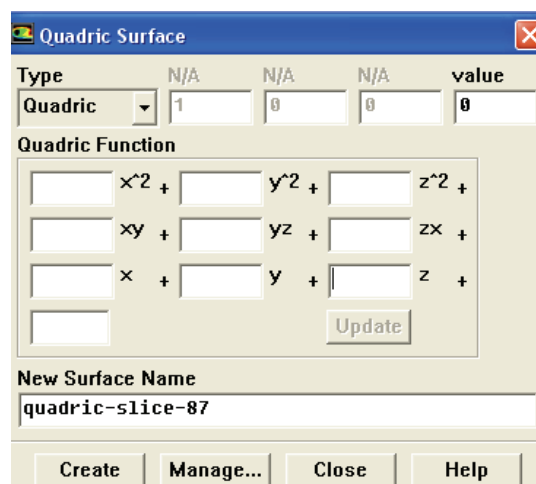 Quadric Surface
Type N/A N/A N/A value
Quadric 1 0 0 0
Quadric Function
x^2 + y^2 + z^2 +
xy + yz + zx +
x + y + z +
Update
New Surface Name
quadric-slice-87
Create Manage... Close Help